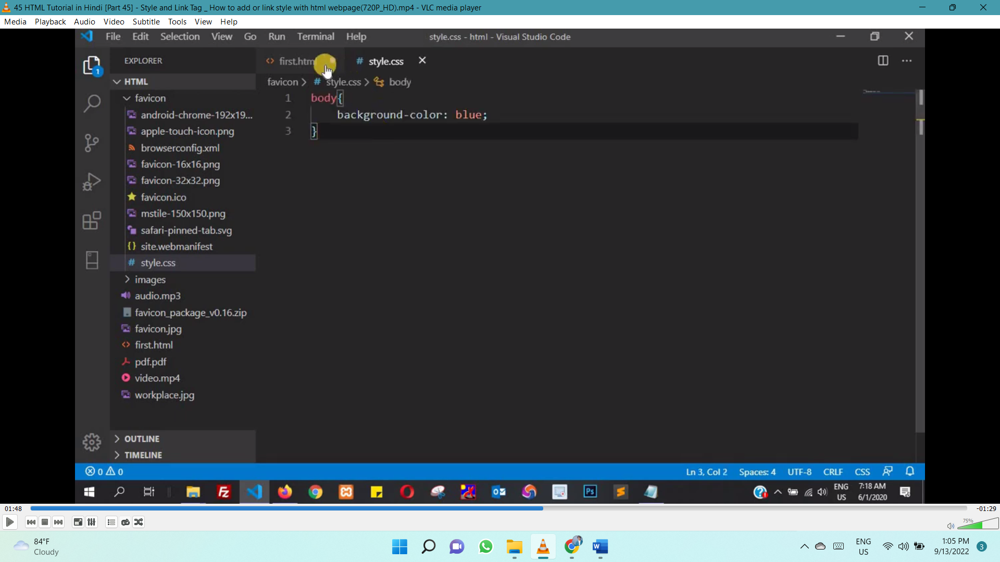 45 HTML Tutorial in Hindi [Part 45] - Style and Link Tag _ How to add or link style with html webpage(720P_HD).mp4 - VLC media player
Media Playback Audio Video Subtitle Tools View Help
File Edit Selection View Go Run Terminal Help style.css - html - Visual Studio Code
EXPLORER
first.html # style.css
HTML
favicon > # style.css > body
favicon
1 body{
android-chrome-192x19...
2 background-color: blue;
apple-touch-icon.png
3 }
browserconfig.xml
favicon-16x16.png
favicon-32x32.png
favicon.ico
mstile-150x150.png
safari-pinned-tab.svg
{} site.webmanifest
# style.css
images
audio.mp3
favicon_package_v0.16.zip
favicon.jpg
first.html
pdf.pdf
video.mp4
workplace.jpg
OUTLINE
TIMELINE
0 0 Ln 3, Col 2 Spaces: 4 UTF-8 CRLF CSS
1
Fz
Ps
ENG
US
7:18 AM
6/1/2020
01:48 -01:29
75%
84°F
Cloudy
ENG
US
1:05 PM
9/13/2022
3